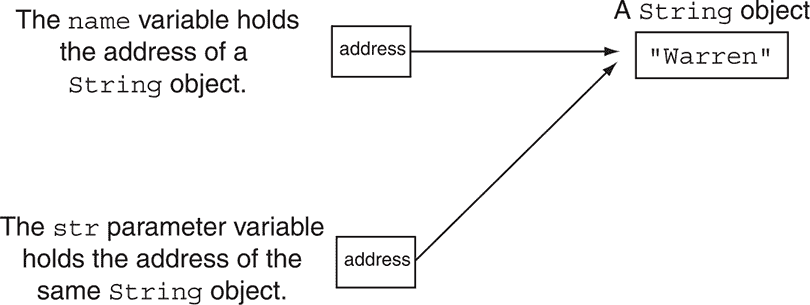 The name variable holds
the address of a
String object.
address
A String object
"Warren"
The str parameter variable
holds the address of the
same String object.
address